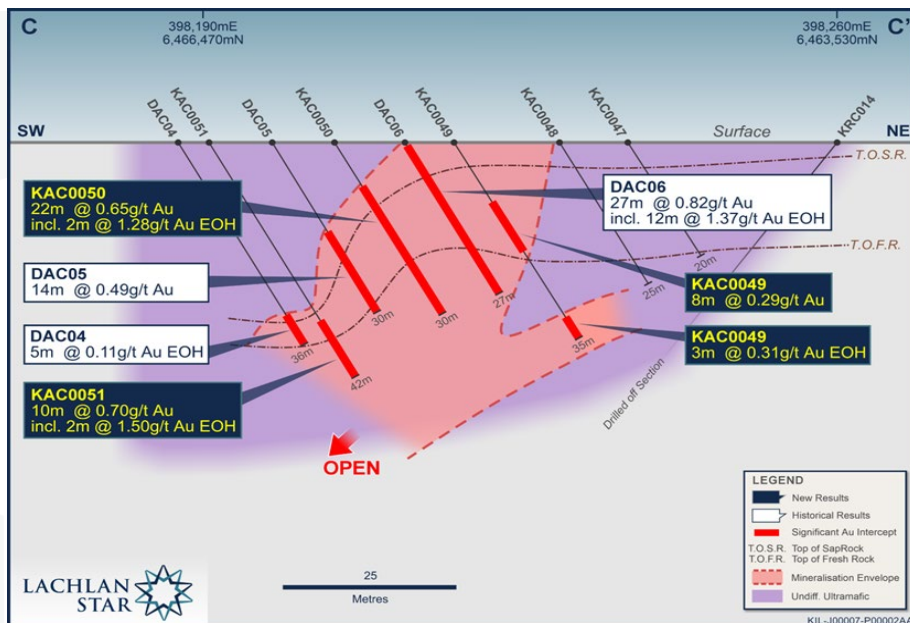 C
398,190mE
6,466,470mN
398,260mE
6,463,530mN
C'
DAC04
KAC0051
DAC05
KAC0050
DAC06
KAC0049
KAC0048
KAC0047
KRC014
SW
Surface
NE
T.O.S.R.
KAC0050
22m @ 0.65g/t Au
incl. 2m @ 1.28g/t Au EOH
DAC06
27m @ 0.82g/t Au
incl. 12m @ 1.37g/t Au EOH
T.O.F.R.
DAC05
14m @ 0.49g/t Au
20m
25m
27m
30m
30m
KAC0049
8m @ 0.29g/t Au
DAC04
5m @ 0.11g/t Au EOH
36m
35m
KAC0049
3m @ 0.31g/t Au EOH
KAC0051
10m @ 0.70g/t Au
incl. 2m @ 1.50g/t Au EOH
42m
Drilled off Section
OPEN
LEGEND
New Results
Historical Results
Significant Au Intercept
T.O.S.R. Top of SapRock
T.O.F.R. Top of Fresh Rock
Mineralisation Envelope
Undiff. Ultramafic
LACHLAN
STAR
25
Metres
KIL-J00007-P00002AA